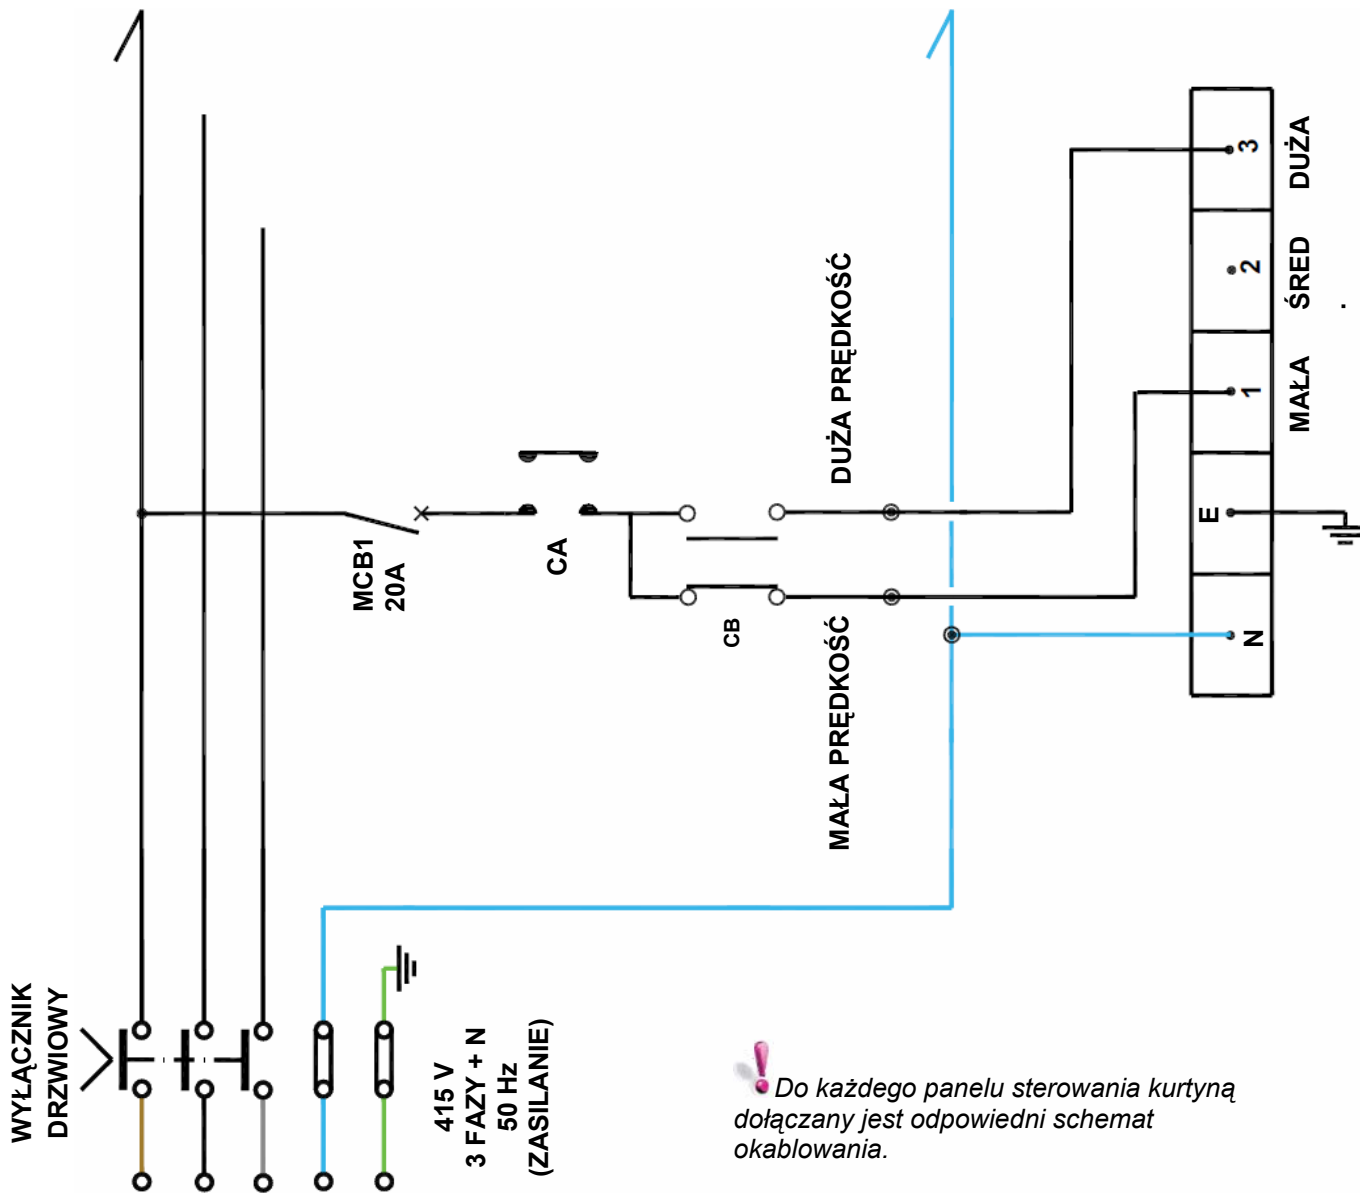 WYŁĄCZNIK
DRZWIOWY
415 V
3 FAZY + N
50 Hz
(ZASILANIE)
MCB1
20A
CA
CB
DUŻA PRĘDKOŚĆ
MAŁA PRĘDKOŚĆ
3
2
1
E
N
DUŻA
ŚRED
.
MAŁA
Do każdego panelu sterowania kurtyną
dołączany jest odpowiedni schemat
okablowania.